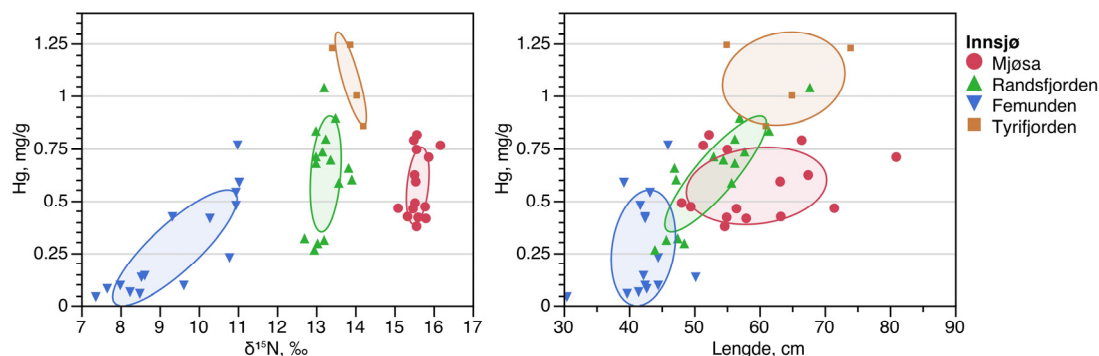 Hg, mg/g
1.25
1
0.75
0.5
0.25
0
7 8 9 10 11 12 13 14 15 16 17
δ¹⁵N, ‰
Hg, mg/g
1.25
1
0.75
0.5
0.25
0
30 40 50 60 70 80 90
Lengde, cm
Innsjø
Mjøsa
Randsfjorden
Femunden
Tyrifjorden